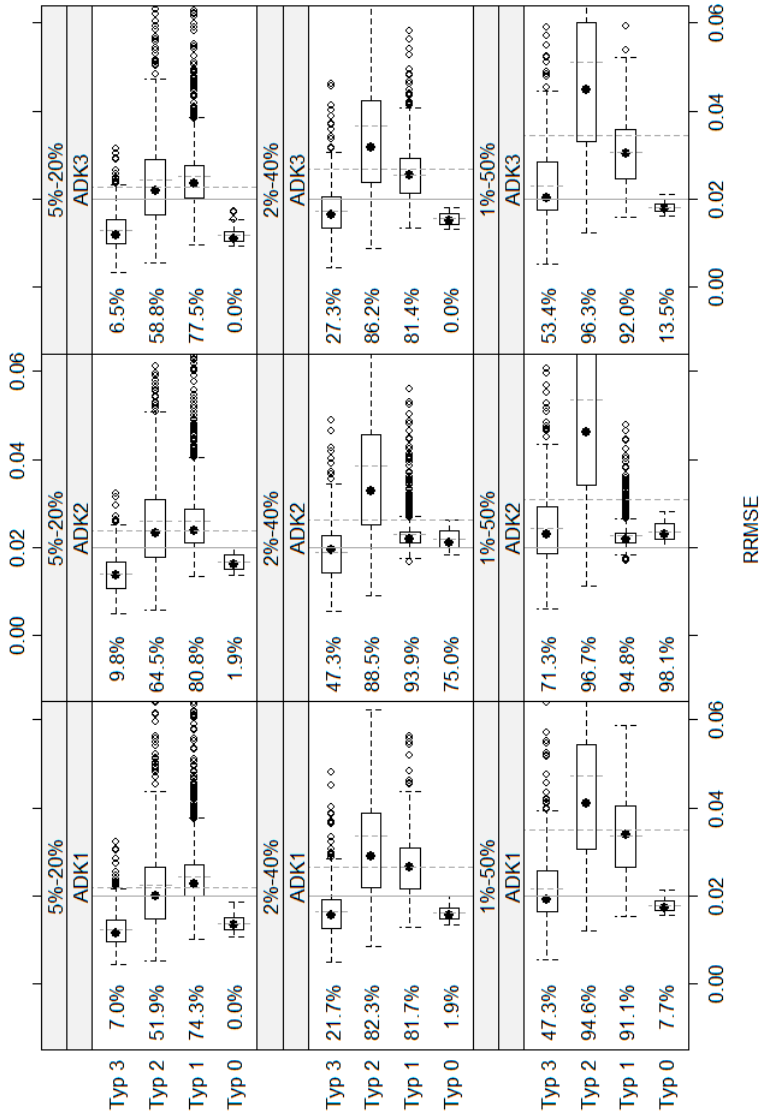 0.00 0.02 0.04 0.06
5%-20% 5%-20% 5%-20%
ADK1 ADK2 ADK3
Typ 3 7.0% 9.8% 6.5%
Typ 2 51.9% 64.5% 58.8%
Typ 1 74.3% 80.8% 77.5%
Typ 0 0.0% 1.9% 0.0%
2%-40% 2%-40% 2%-40%
ADK1 ADK2 ADK3
Typ 3 21.7% 47.3% 27.3%
Typ 2 82.3% 88.5% 86.2%
Typ 1 81.7% 93.9% 81.4%
Typ 0 1.9% 75.0% 0.0%
1%-50% 1%-50% 1%-50%
ADK1 ADK2 ADK3
Typ 3 47.3% 71.3% 53.4%
Typ 2 94.6% 96.7% 96.3%
Typ 1 91.1% 94.8% 92.0%
Typ 0 7.7% 98.1% 13.5%
0.00 0.02 0.04 0.06 0.00 0.02 0.04 0.06
RRMSE